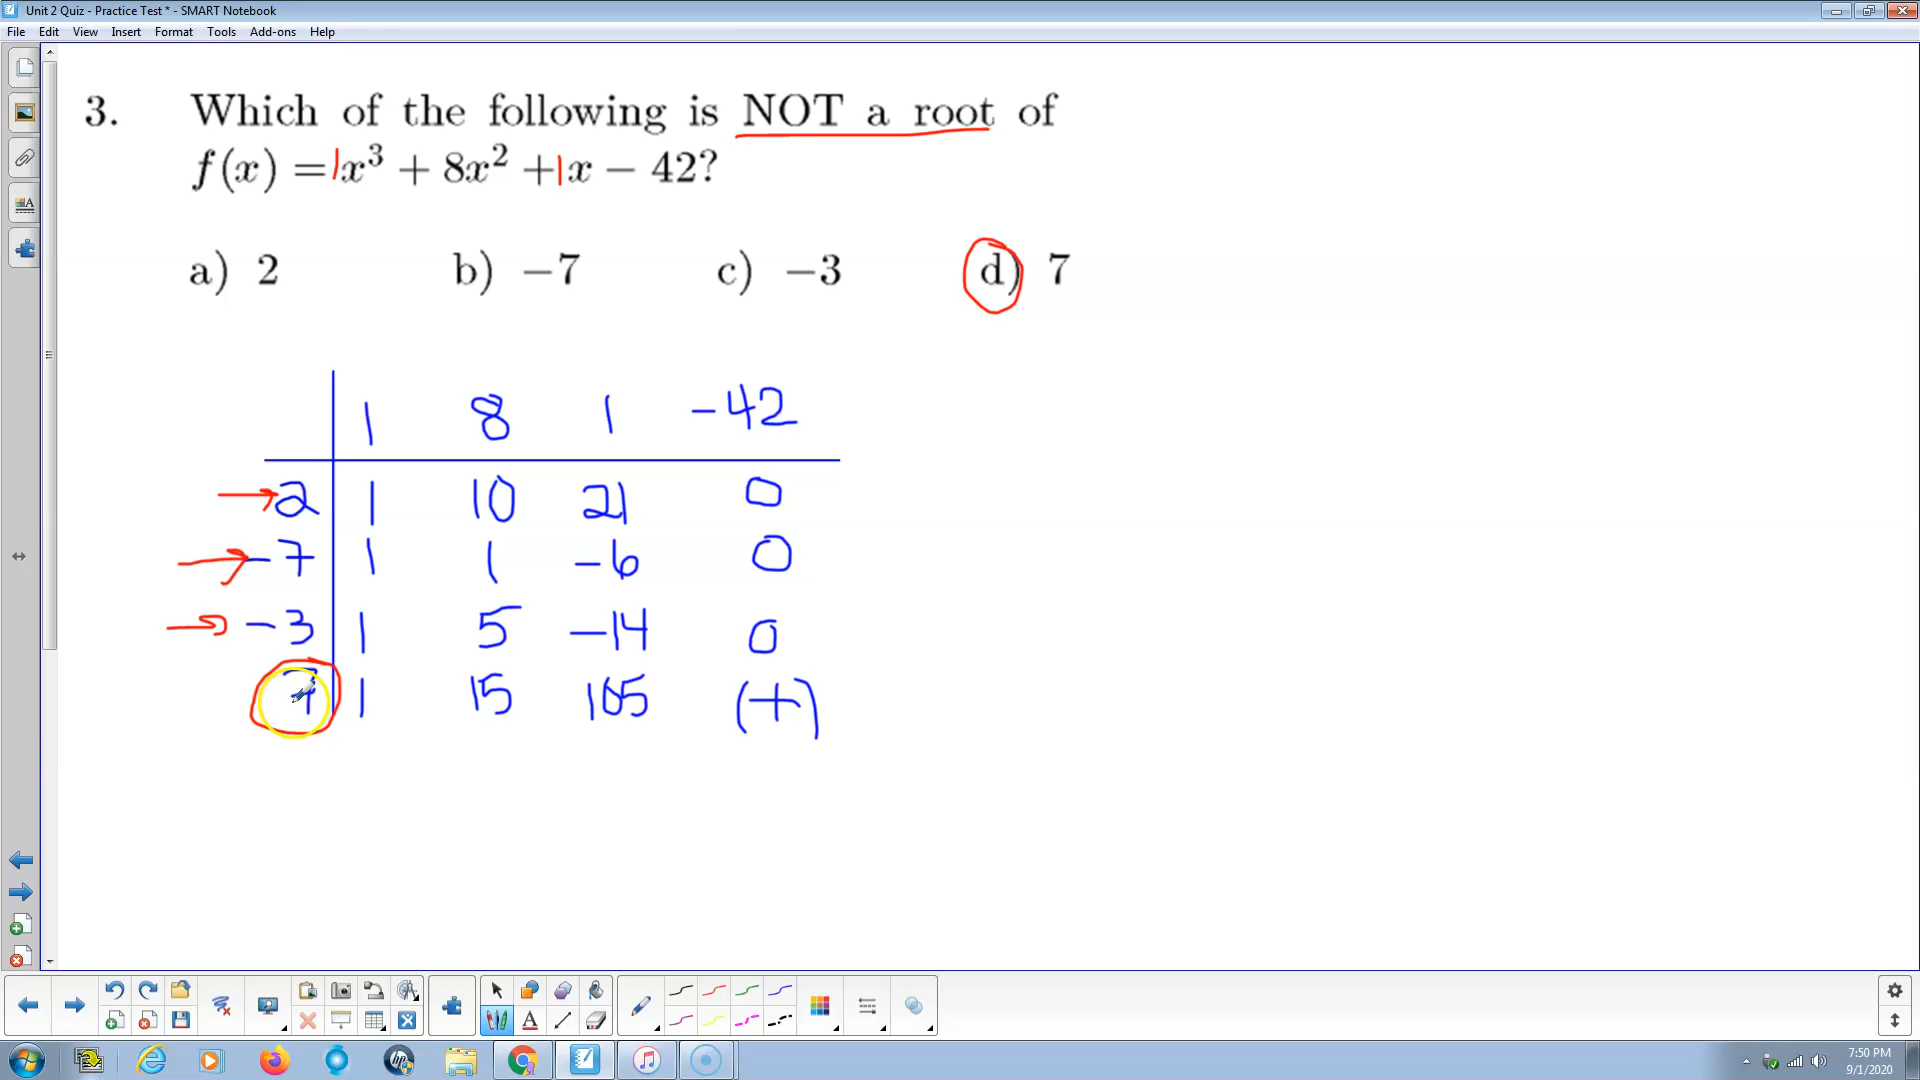 Unit 2 Quiz - Practice Test * - SMART Notebook
File Edit View Insert Format Tools Add-ons Help
3. Which of the following is NOT a root of
f(x) = 1x³ + 8x² + 1x − 42?
a) 2 b) −7 c) −3 d) 7
1 8 1 -42
2 1 10 21 0
-7 1 1 -6 0
-3 1 5 -14 0
7 1 15 105 (+)
7:50 PM
9/1/2020